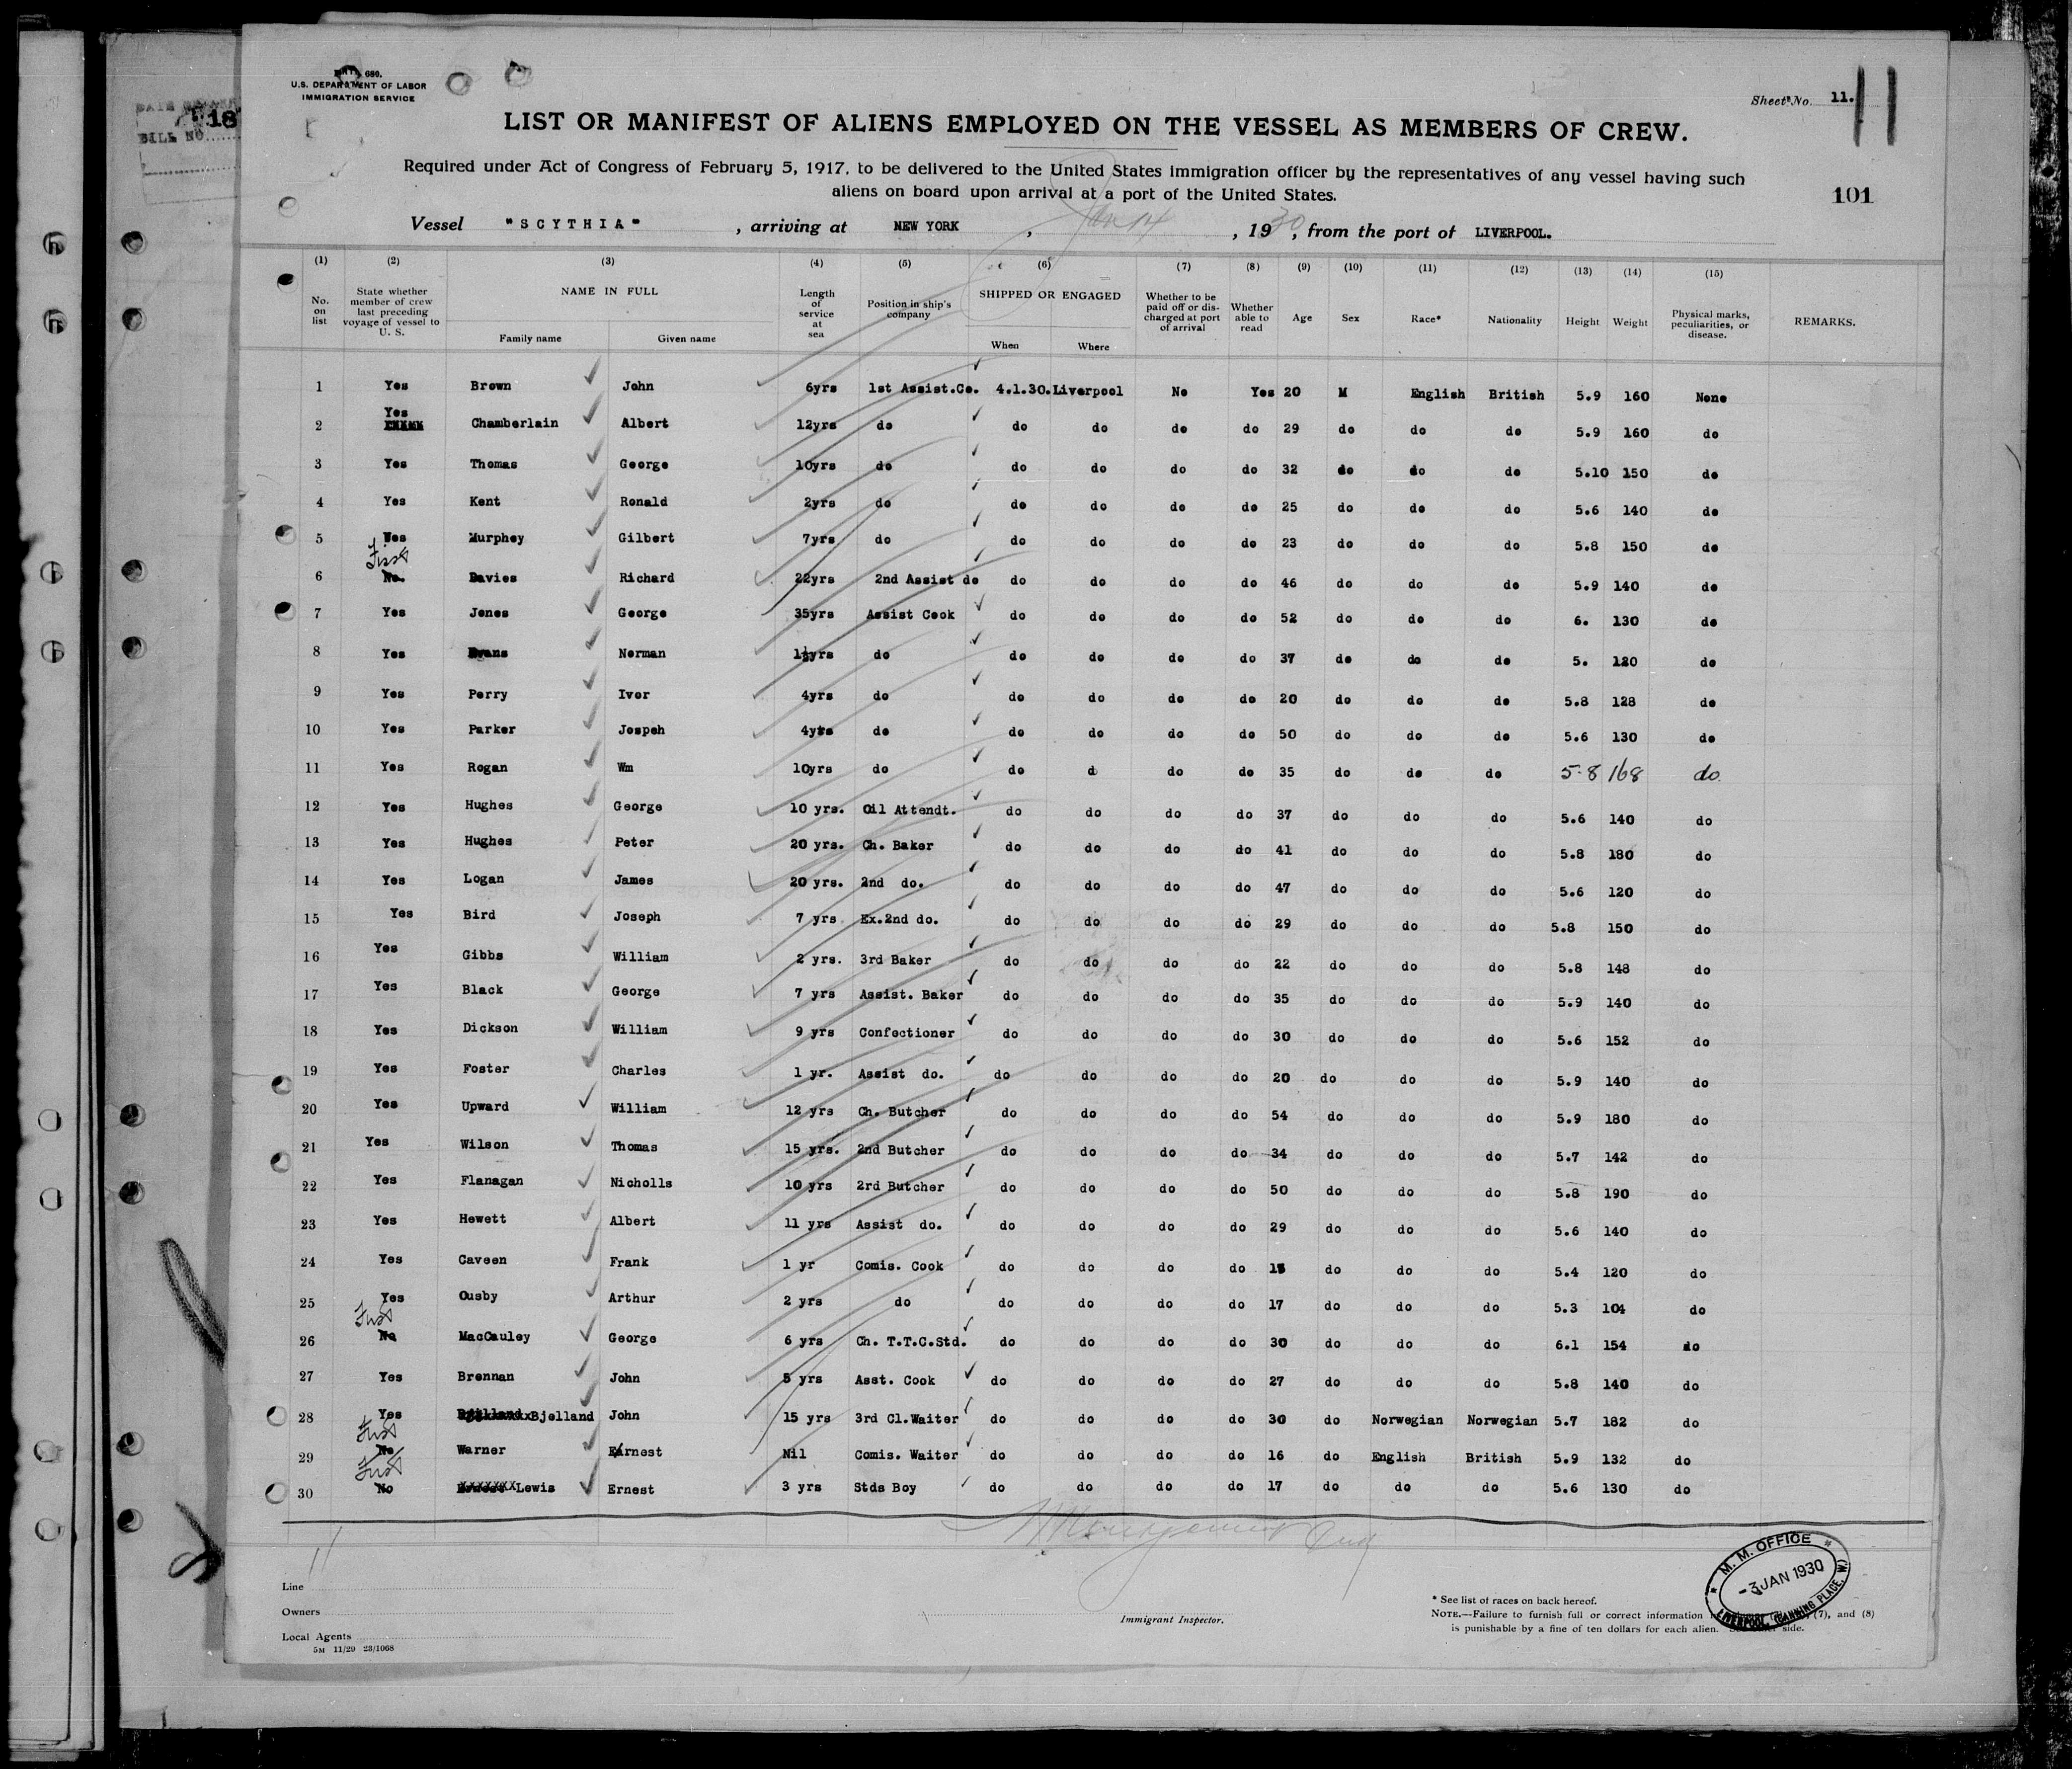 U.S. DEPARTMENT OF LABOR
IMMIGRATION SERVICE
Sheet No. 11.
11
LIST OR MANIFEST OF ALIENS EMPLOYED ON THE VESSEL AS MEMBERS OF CREW.
Required under Act of Congress of February 5, 1917, to be delivered to the United States immigration officer by the representatives of any vessel having such
aliens on board upon arrival at a port of the United States.
101
BILL NO
18
Vessel "SCYTHIA", arriving at NEW YORK, Jan 14, 1930, from the port of LIVERPOOL.
(1) (2) (3) (4) (5) (6) (7) (8) (9) (10) (11) (12) (13) (14) (15)
No. on list | State whether member of crew last preceding voyage of vessel to U. S. | NAME IN FULL Family name Given name | Length of service at sea | Position in ship's company | SHIPPED OR ENGAGED When Where | Whether to be paid off or discharged at port of arrival | Whether able to read | Age | Sex | Race* | Nationality | Height | Weight | Physical marks, peculiarities, or disease. | REMARKS.
1 Yes Brown John 6yrs 1st Assist.Co. 4.1.30. Liverpool No Yes 20 M English British 5.9 160 None
2 Yes Chamberlain Albert 12yrs do do do do do 29 do do do 5.9 160 do
3 Yes Thomas George 10yrs do do do do do 32 do do do 5.10 150 do
4 Yes Kent Ronald 2yrs do do do do do 25 do do do 5.6 140 do
5 Yes Murphey Gilbert 7yrs do do do do do 23 do do do 5.8 150 do
6 First No. Davies Richard 22yrs 2nd Assist do do do do do 46 do do do 5.9 140 do
7 Yes Jones George 35yrs Assist Cook do do do do 52 do do do 6. 130 do
8 Yes Evans Norman 1½yrs do do do do do 37 do do do 5. 120 do
9 Yes Perry Ivor 4yrs do do do do do 20 do do do 5.8 128 do
10 Yes Parker Jospeh 4yrs do do do do do 50 do do do 5.6 130 do
11 Yes Rogan Wm 10yrs do do d do do 35 do do do 5-8 168 do
12 Yes Hughes George 10 yrs. Oil Attendt. do do do do 37 do do do 5.6 140 do
13 Yes Hughes Peter 20 yrs. Ch. Baker do do do do 41 do do do 5.8 180 do
14 Yes Logan James 20 yrs. 2nd do. do do do do 47 do do do 5.6 120 do
15 Yes Bird Joseph 7 yrs Ex.2nd do. do do do do 29 do do do 5.8 150 do
16 Yes Gibbs William 2 yrs. 3rd Baker do do do do 22 do do do 5.8 148 do
17 Yes Black George 7 yrs Assist. Baker do do do do 35 do do do 5.9 140 do
18 Yes Dickson William 9 yrs Confectioner do do do do 30 do do do 5.6 152 do
19 Yes Foster Charles 1 yr. Assist do. do do do do 20 do do do 5.9 140 do
20 Yes Upward William 12 yrs Ch. Butcher do do do do 54 do do do 5.9 180 do
21 Yes Wilson Thomas 15 yrs. 2nd Butcher do do do do 34 do do do 5.7 142 do
22 Yes Flanagan Nicholls 10 yrs 2rd Butcher do do do do 50 do do do 5.8 190 do
23 Yes Hewett Albert 11 yrs Assist do. do do do do 29 do do do 5.6 140 do
24 Yes Caveen Frank 1 yr Comis. Cook do do do do do do do 5.4 120 do
25 Yes Ousby Arthur 2 yrs do do do do do 17 do do do 5.3 104 do
26 First No MacCauley George 6 yrs Ch. T.T.C.Std. do do do do 30 do do do 6.1 154 do
27 Yes Brennan John 5 yrs Asst. Cook do do do do 27 do do do 5.8 140 do
28 Yes Bjelland John 15 yrs 3rd Cl.Waiter do do do do 30 do Norwegian Norwegian 5.7 182 do
29 First No Warner Earnest Nil Comis. Waiter do do do do 16 do English British 5.9 132 do
30 First No Lewis Ernest 3 yrs Stds Boy do do do do 17 do do do 5.6 130 do
11
Line
Owners
Local Agents
5M 11/29 23/1068
Immigrant Inspector.
* See list of races on back hereof.
NOTE.—Failure to furnish full or correct information (7), and (8)
is punishable by a fine of ten dollars for each alien. side.
M. M. OFFICE
-3 JAN 1930
LIVERPOOL (CANNING PLACE. W.)